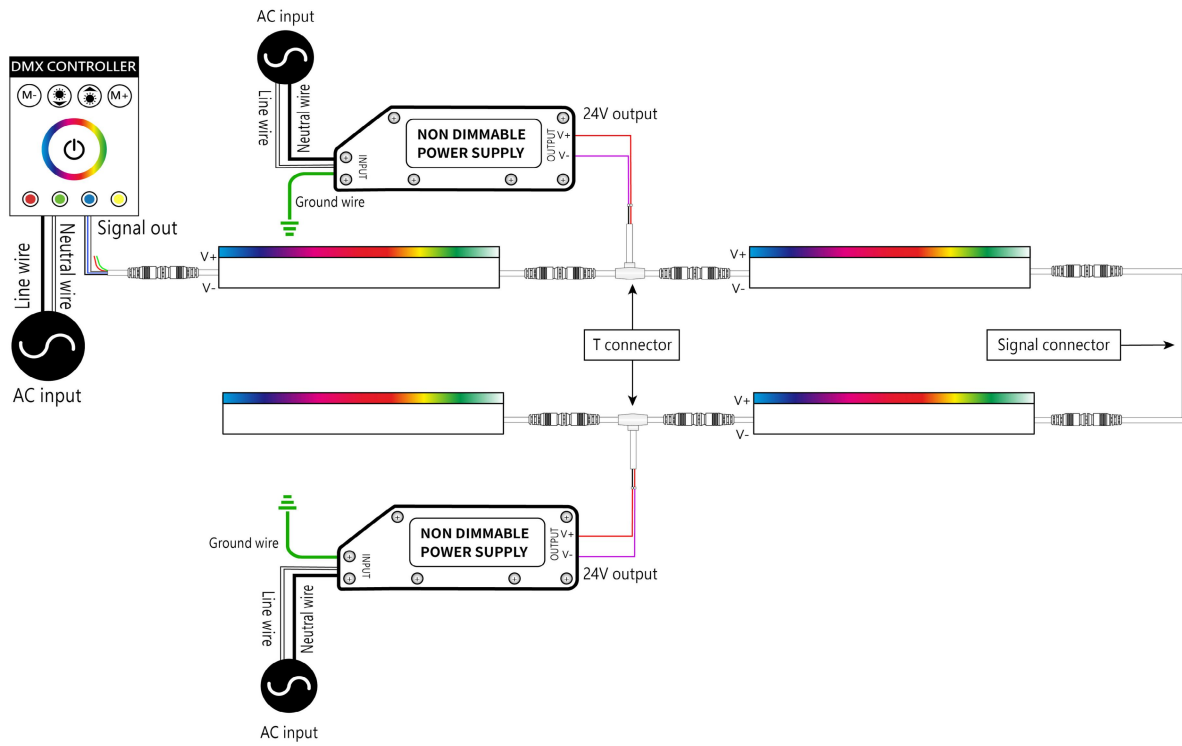 AC input
DMX CONTROLLER
M-
M+
Line wire
Neutral wire
Signal out
AC input
Line wire
Neutral wire
INPUT
NON DIMMABLE
POWER SUPPLY
OUTPUT
V+
V-
24V output
Ground wire
V+
V-
V+
V-
T connector
Signal connector
V+
V-
Ground wire
INPUT
NON DIMMABLE
POWER SUPPLY
OUTPUT
V+
V-
24V output
Line wire
Neutral wire
AC input